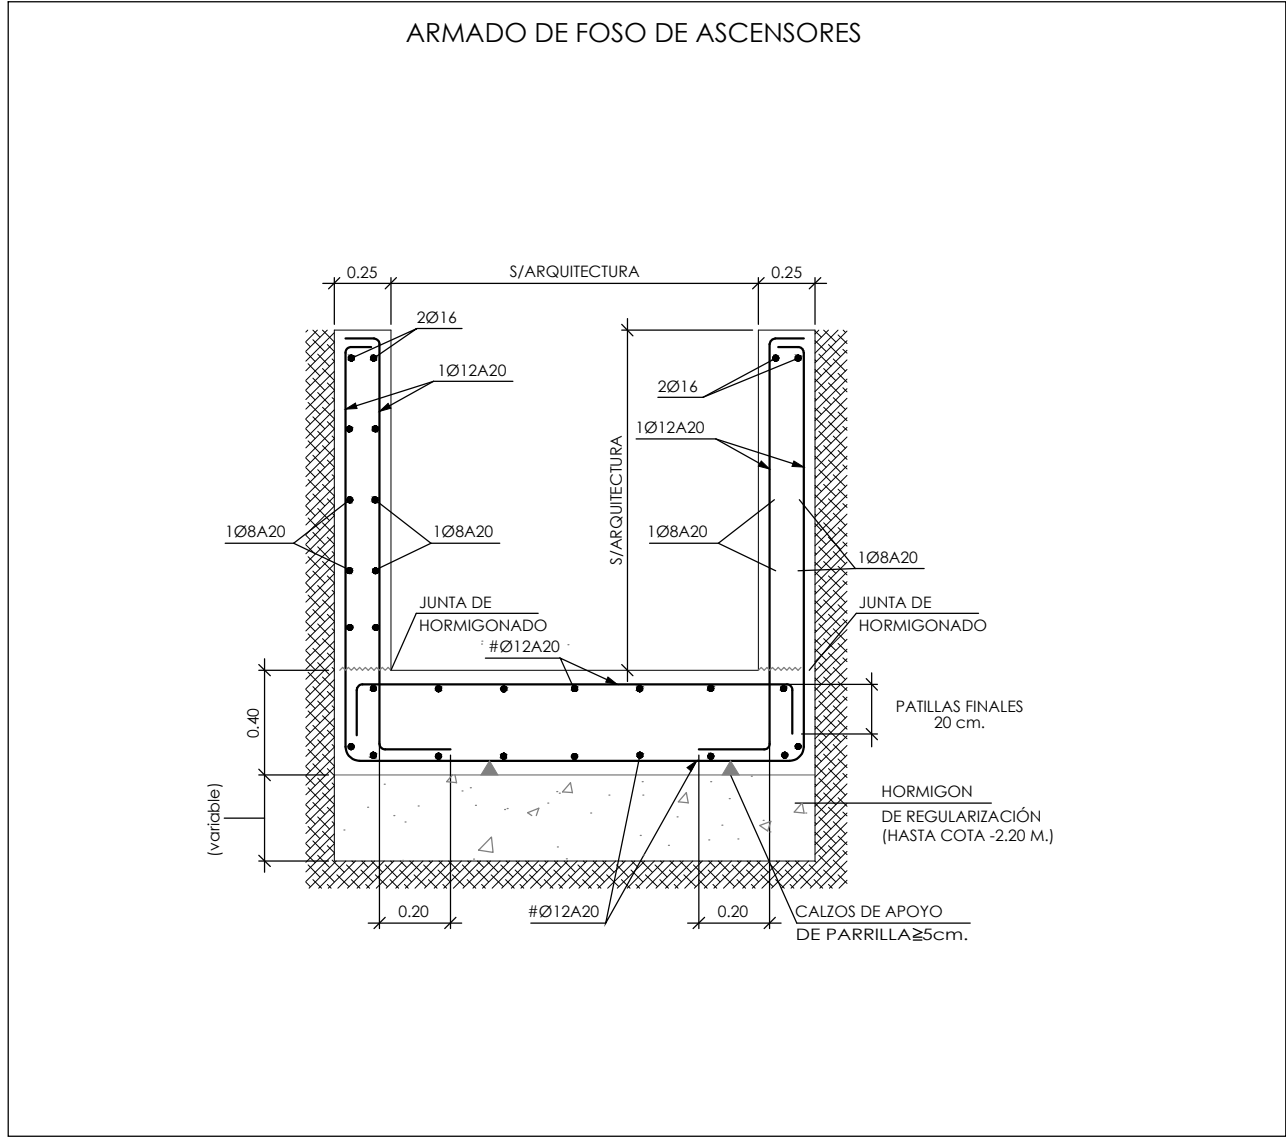 ARMADO DE FOSO DE ASCENSORES
0.25
S/ARQUITECTURA
0.25
2Ø16
1Ø12A20
2Ø16
1Ø12A20
S/ARQUITECTURA
1Ø8A20
1Ø8A20
1Ø8A20
1Ø8A20
JUNTA DE
HORMIGONADO
JUNTA DE
HORMIGONADO
#Ø12A20
0.40
PATILLAS FINALES
20 cm.
(variable)
HORMIGON
DE REGULARIZACIÓN
(HASTA COTA -2.20 M.)
0.20
#Ø12A20
0.20
CALZOS DE APOYO
DE PARRILLA≧5cm.